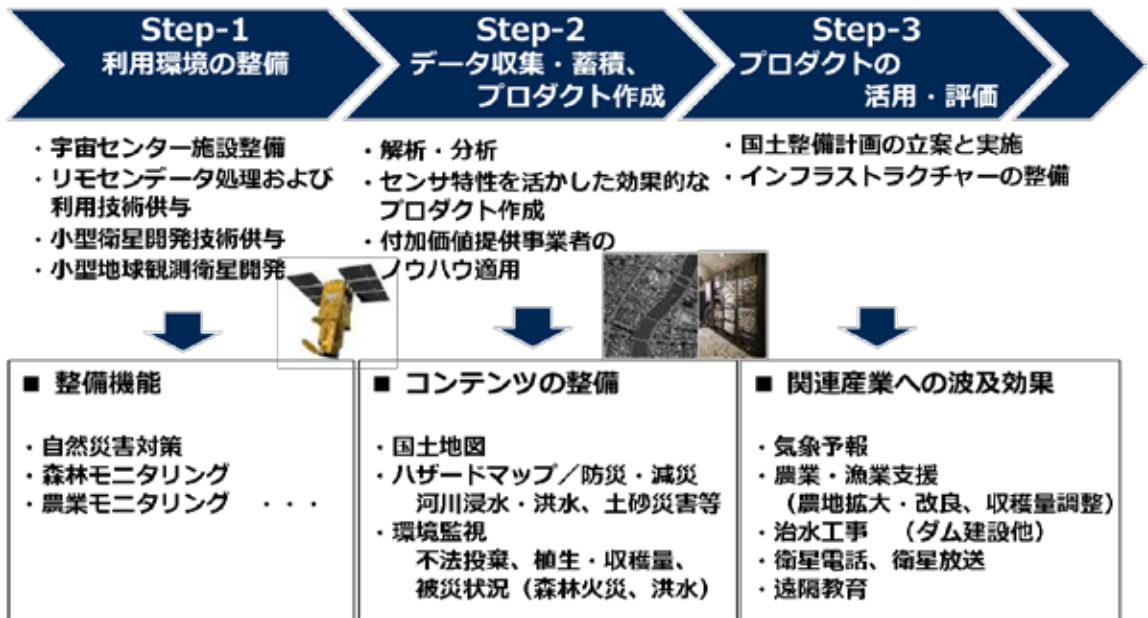 Step-1
利用環境の整備
・宇宙センター施設整備
・リモセンデータ処理および
利用技術供与
・小型衛星開発技術供与
・小型地球観測衛星開発
■ 整備機能
・自然災害対策
・森林モニタリング
・農業モニタリング ・・・
Step-2
データ収集・蓄積、
プロダクト作成
・解析・分析
・センサ特性を活かした効果的な
プロダクト作成
・付加価値提供事業者の
ノウハウ適用
■ コンテンツの整備
・国土地図
・ハザードマップ／防災・減災
河川浸水・洪水、土砂災害等
・環境監視
不法投棄、植生・収穫量、
被災状況（森林火災、洪水）
Step-3
プロダクトの
活用・評価
・国土整備計画の立案と実施
・インフラストラクチャーの整備
■ 関連産業への波及効果
・気象予報
・農業・漁業支援
（農地拡大・改良、収穫量調整）
・治水工事 （ダム建設他）
・衛星電話、衛星放送
・遠隔教育